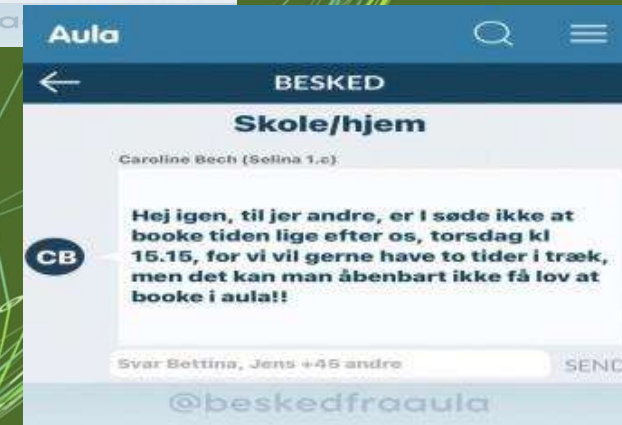 Aula
BESKED
Skole/hjem
Caroline Bech (Selina 1.c)
Hej igen, til jer andre, er I søde ikke at
booke tiden lige efter os, torsdag kl
CB
15.15, for vi vil gerne have to tider i træk,
men det kan man åbenbart ikke få lov at
booke i aula!!
Svar Bettina, Jens +45 andre
SEND
@beskedfraaula